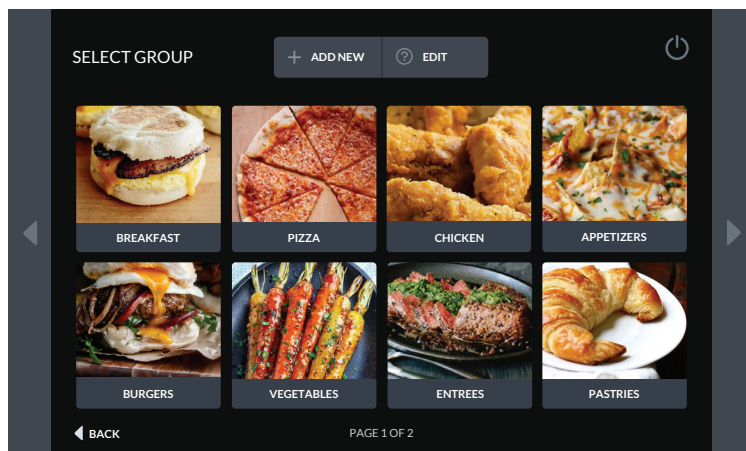 SELECT GROUP
ADD NEW
EDIT
BREAKFAST
PIZZA
CHICKEN
APPETIZERS
BURGERS
VEGETABLES
ENTREES
PASTRIES
BACK
PAGE 1 OF 2